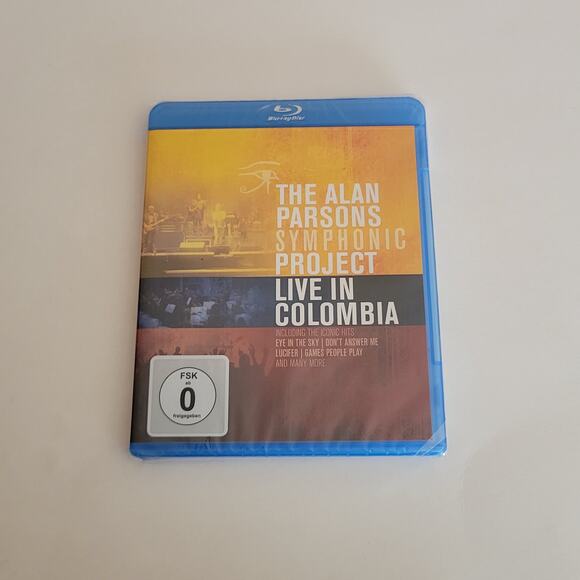 Blu-ray Disc
THE ALAN
PARSONS
SYMPHONIC
PROJECT
LIVE IN
COLOMBIA
INCLUDING THE ICONIC HITS
EYE IN THE SKY | DON'T ANSWER ME
LUCIFER | GAMES PEOPLE PLAY
AND MANY MORE
FSK
ab
0
freigegeben